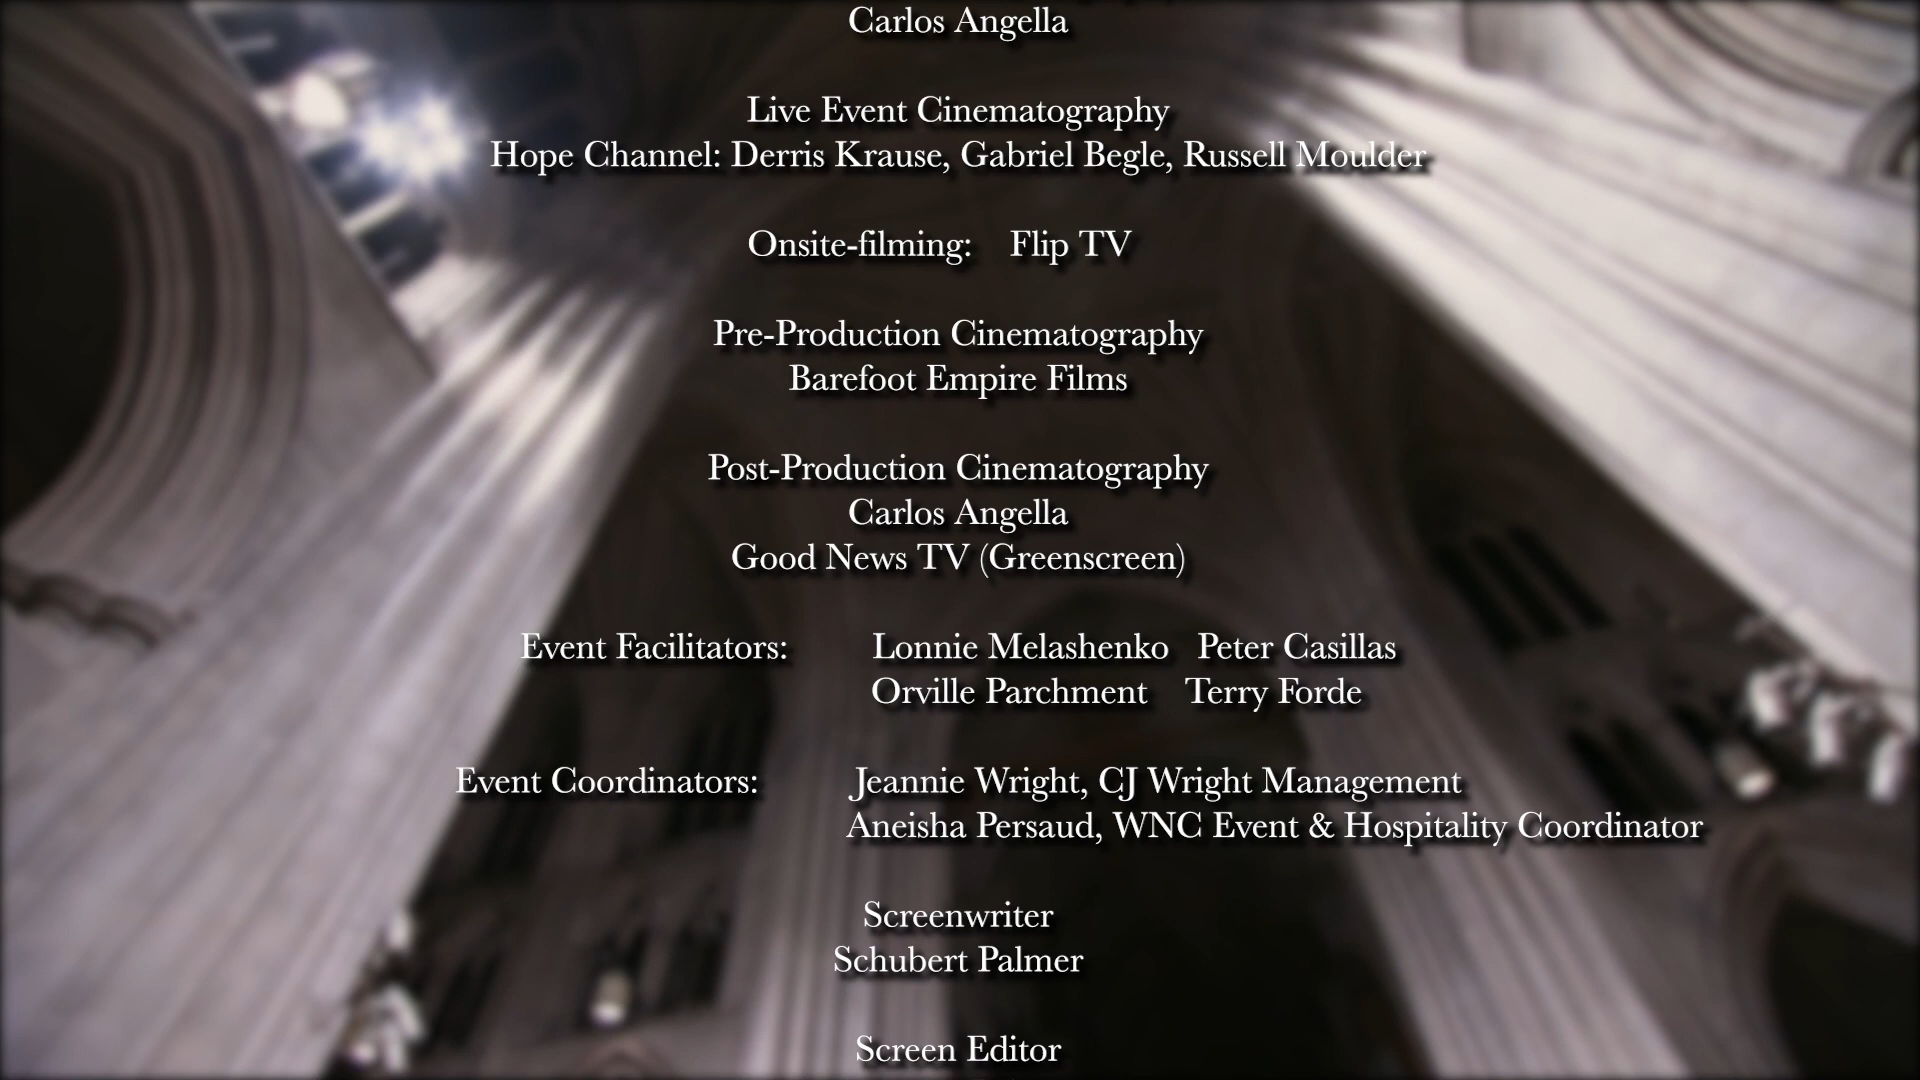 Carlos Angella
Live Event Cinematography
Hope Channel: Derris Krause, Gabriel Begle, Russell Moulder
Onsite-filming: Flip TV
Pre-Production Cinematography
Barefoot Empire Films
Post-Production Cinematography
Carlos Angella
Good News TV (Greenscreen)
Event Facilitators: Lonnie Melashenko Peter Casillas
Orville Parchment Terry Forde
Event Coordinators: Jeannie Wright, CJ Wright Management
Aneisha Persaud, WNC Event & Hospitality Coordinator
Screenwriter
Schubert Palmer
Screen Editor